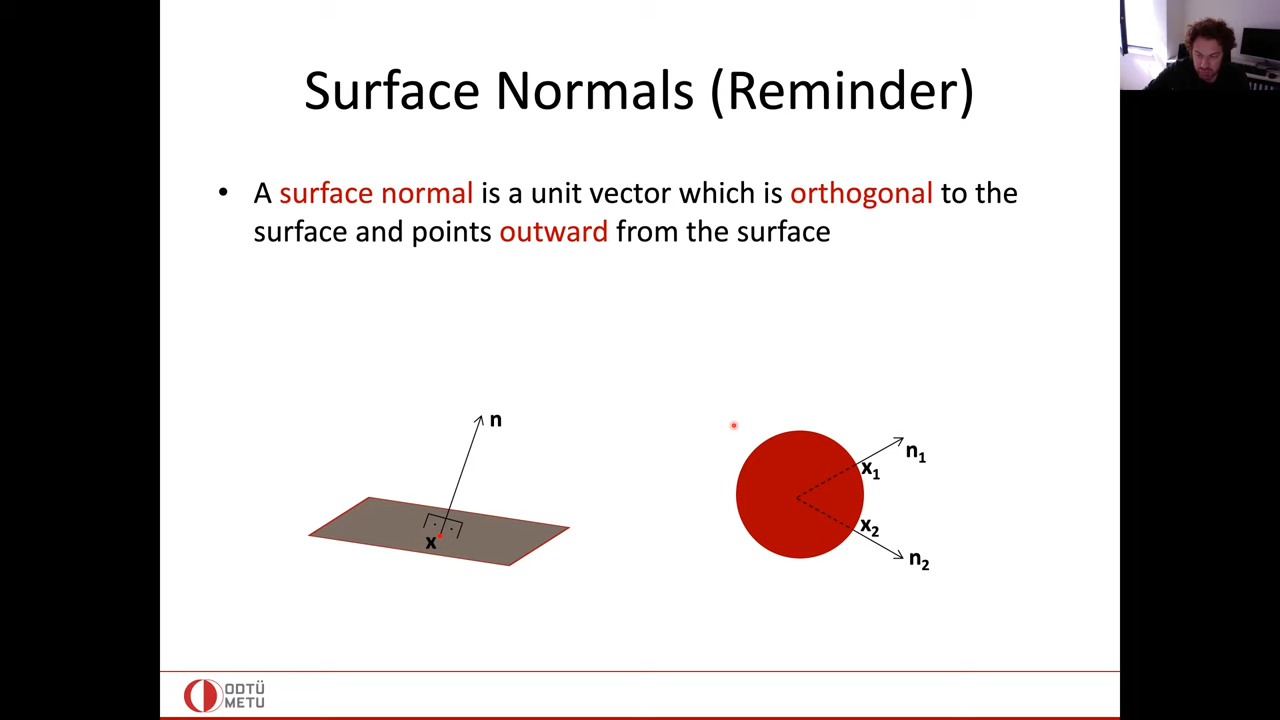 Surface Normals (Reminder)
• A surface normal is a unit vector which is orthogonal to the
surface and points outward from the surface
n
x
x₁
n₁
x₂
n₂
ODTÜ
METU